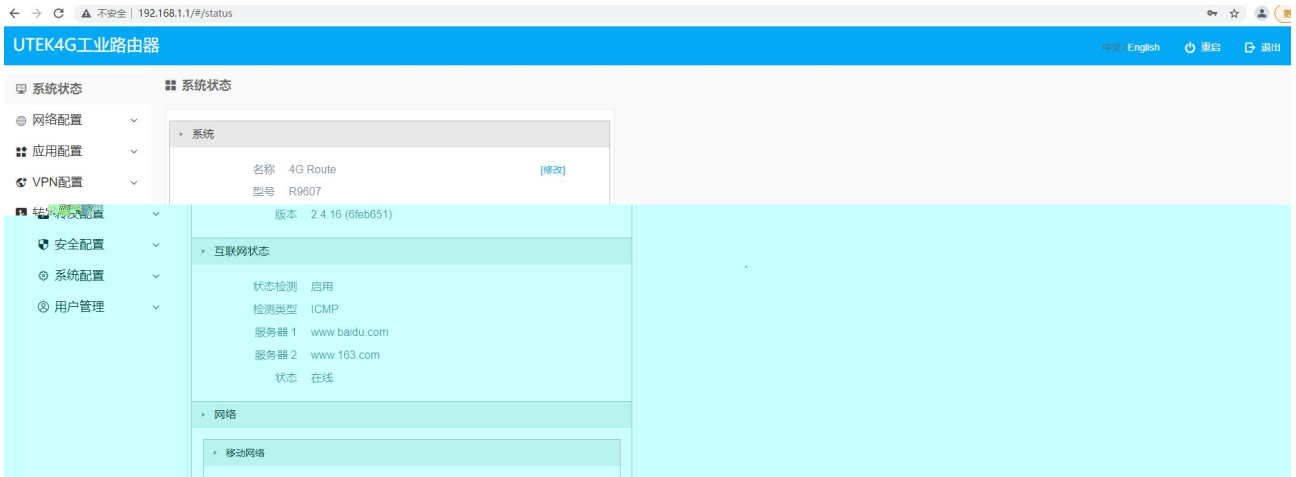 不安全 | 192.168.1.1/#/status
UTEK4G工业路由器
中文 English 重启 退出
系统状态
网络配置
应用配置
VPN配置
转发配置
安全配置
系统配置
用户管理
系统状态
系统
名称 4G Route [修改]
型号 R9607
版本 2.4.16 (6feb651)
互联网状态
状态检测 启用
检测类型 ICMP
服务器 1 www.baidu.com
服务器 2 www.163.com
状态 在线
网络
移动网络